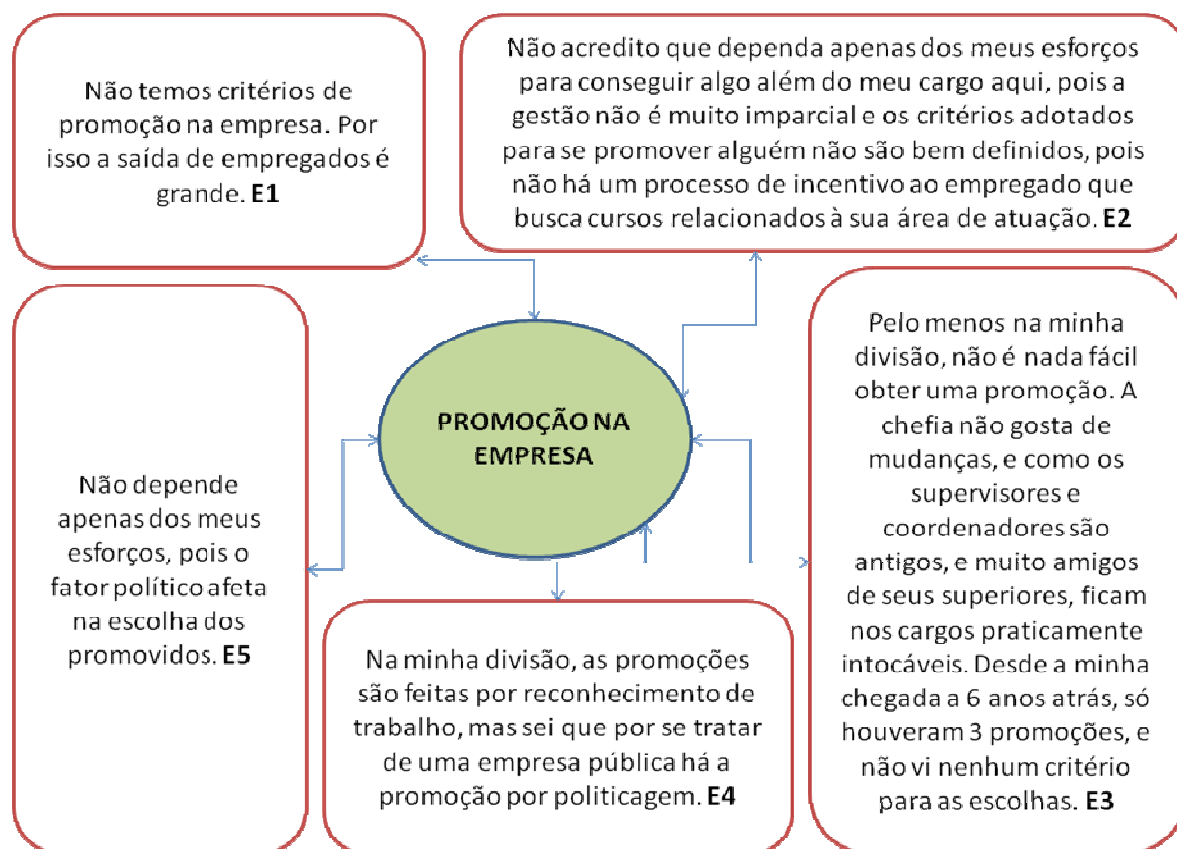 Não temos critérios de
promoção na empresa. Por
isso a saída de empregados é
grande. E1
Não acredito que dependa apenas dos meus esforços
para conseguir algo além do meu cargo aqui, pois a
gestão não é muito imparcial e os critérios adotados
para se promover alguém não são bem definidos, pois
não há um processo de incentivo ao empregado que
busca cursos relacionados à sua área de atuação. E2
PROMOÇÃO NA
EMPRESA
Pelo menos na minha
divisão, não é nada fácil
obter uma promoção. A
chefia não gosta de
mudanças, e como os
supervisores e
coordenadores são
antigos, e muito amigos
de seus superiores, ficam
nos cargos praticamente
intocáveis. Desde a minha
chegada a 6 anos atrás, só
houveram 3 promoções, e
não vi nenhum critério
para as escolhas. E3
Não depende
apenas dos meus
esforços, pois o
fator político afeta
na escolha dos
promovidos. E5
Na minha divisão, as promoções
são feitas por reconhecimento de
trabalho, mas sei que por se tratar
de uma empresa pública há a
promoção por politicagem. E4